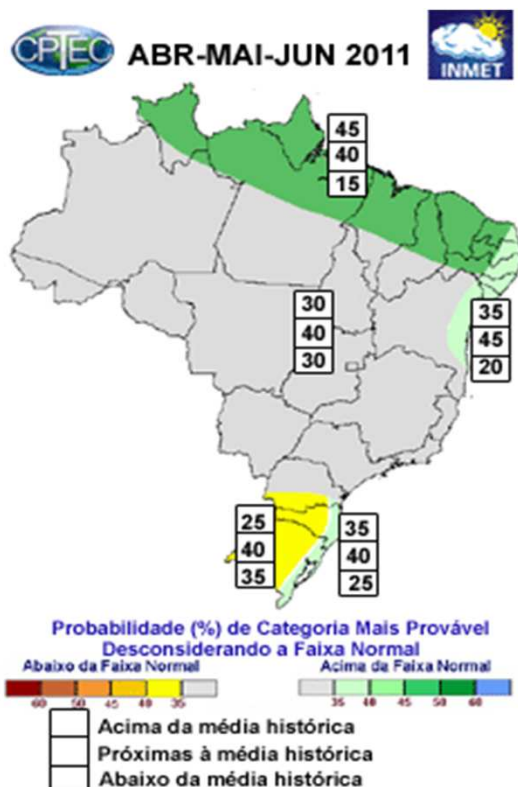 CPTEC ABR-MAI-JUN 2011 INMET
45
40
15
30
40
30
35
45
20
25
40
35
35
40
25
Probabilidade (%) de Categoria Mais Provável
Desconsiderando a Faixa Normal
Abaixo da Faixa Normal Acima da Faixa Normal
60 50 45 40 35 35 40 45 50 60
Acima da média histórica
Próximas à média histórica
Abaixo da média histórica